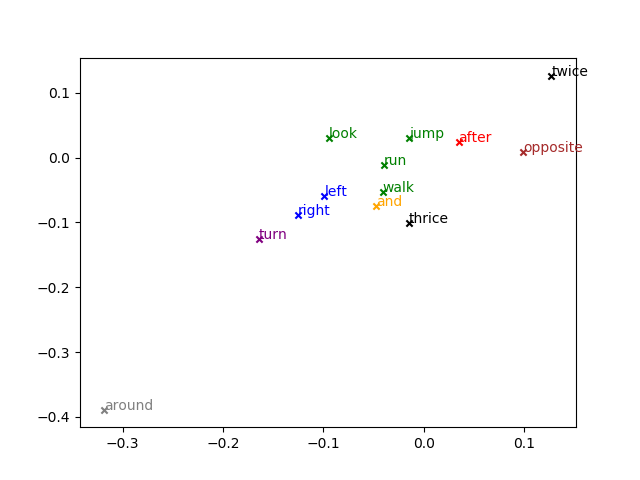 0.1
0.0
−0.1
−0.2
−0.3
−0.4
twice
look
jump
after
opposite
run
walk
left
and
right
thrice
turn
around
−0.3
−0.2
−0.1
0.0
0.1